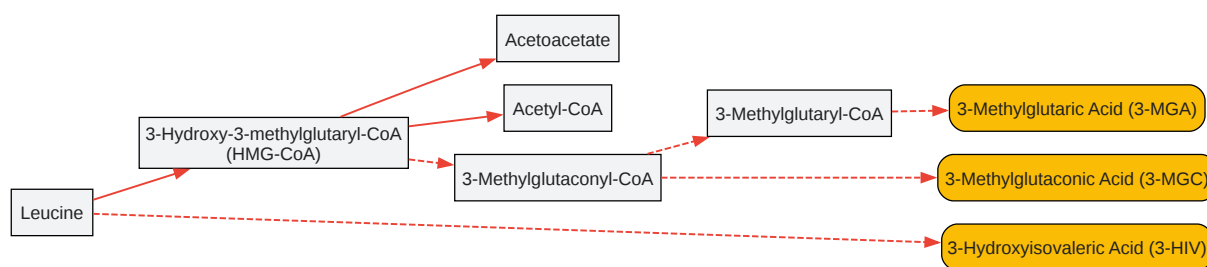 Acetoacetate
Acetyl-CoA
3-Methylglutaryl-CoA
3-Methylglutaric Acid (3-MGA)
3-Hydroxy-3-methylglutaryl-CoA
(HMG-CoA)
3-Methylglutaconyl-CoA
3-Methylglutaconic Acid (3-MGC)
Leucine
3-Hydroxyisovaleric Acid (3-HIV)